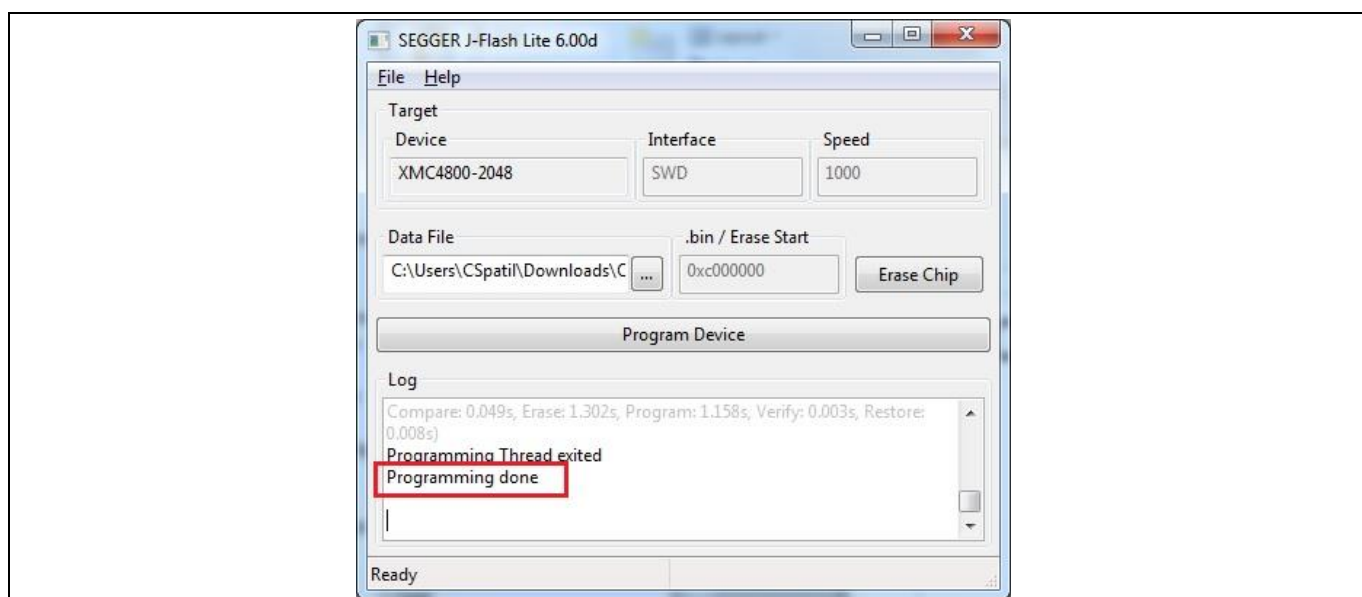 SEGGER J-Flash Lite 6.00d
File Help
Target
Device Interface Speed
XMC4800-2048 SWD 1000
Data File .bin / Erase Start
C:\Users\CSpatil\Downloads\C ... 0xc000000 Erase Chip
Program Device
Log
Compare: 0.049s, Erase: 1.302s, Program: 1.158s, Verify: 0.003s, Restore:
0.008s)
Programming Thread exited
Programming done
Ready